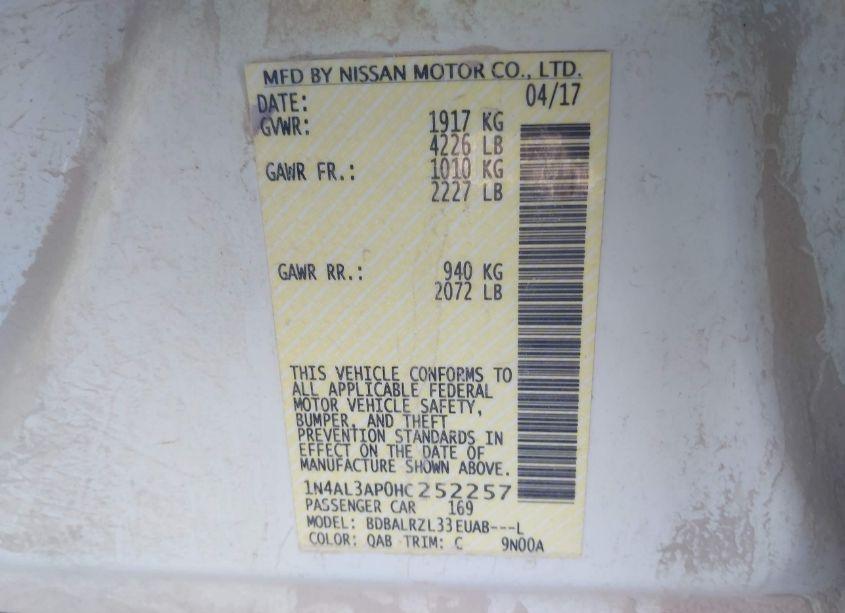 MFD BY NISSAN MOTOR CO., LTD.
DATE: 04/17
GVWR: 1917 KG
4226 LB
GAWR FR.: 1010 KG
2227 LB
GAWR RR.: 940 KG
2072 LB
THIS VEHICLE CONFORMS TO
ALL APPLICABLE FEDERAL
MOTOR VEHICLE SAFETY,
BUMPER, AND THEFT
PREVENTION STANDARDS IN
EFFECT ON THE DATE OF
MANUFACTURE SHOWN ABOVE.
1N4AL3AP0HC252257
PASSENGER CAR 169
MODEL: BDBALRZL33EUAB---L
COLOR: QAB TRIM: C 9N00A